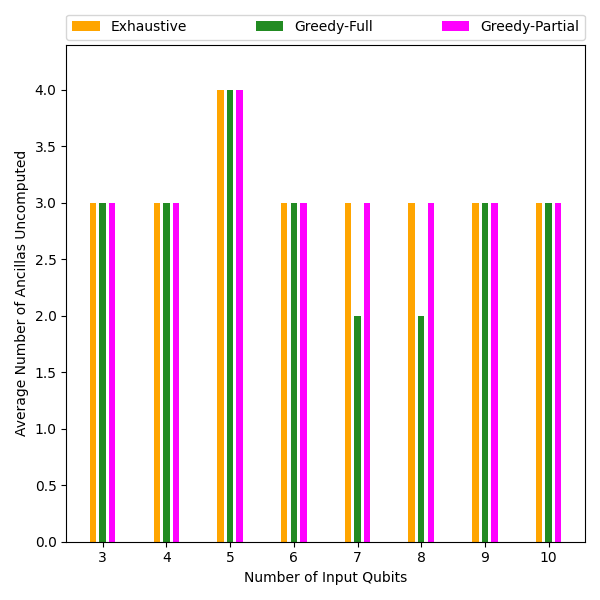 Exhaustive Greedy-Full Greedy-Partial
4.0
3.5
3.0
2.5
2.0
1.5
1.0
0.5
0.0
Average Number of Ancillas Uncomputed
3 4 5 6 7 8 9 10
Number of Input Qubits